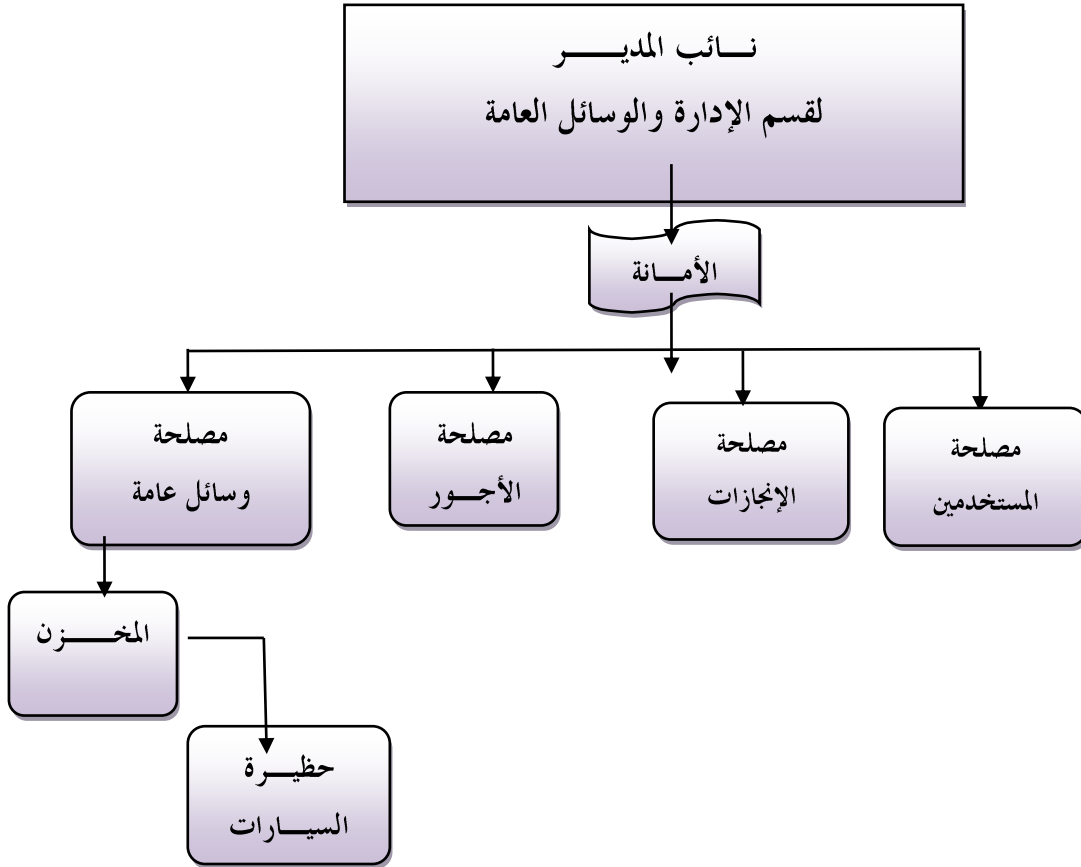 نـــائب المديـــــر
لقسم الإدارة والوسائل العامة
الأمـــانة
مصلحة
المستخدمين
مصلحة
الإنجازات
مصلحة
الأجـــور
مصلحة
وسائل عامة
المخـــــزن
حظيـــرة
السيـــارات